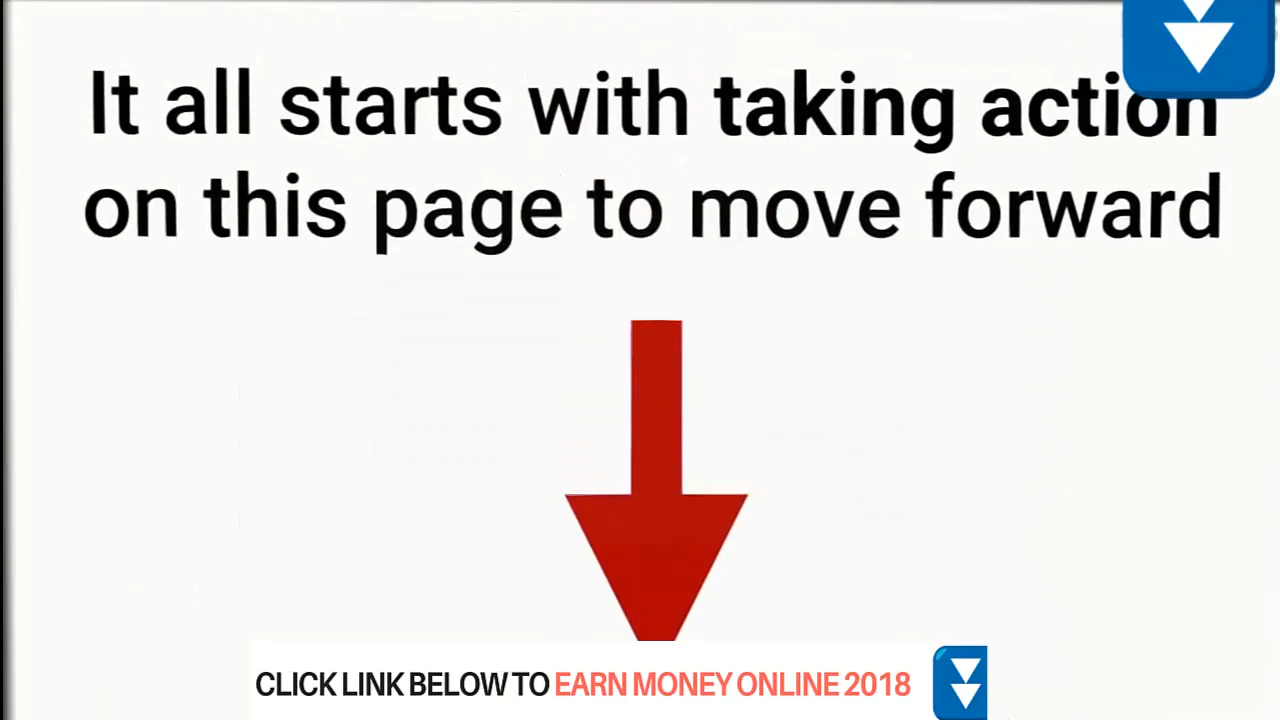 It all starts with taking action
on this page to move forward
CLICK LINK BELOW TO EARN MONEY ONLINE 2018